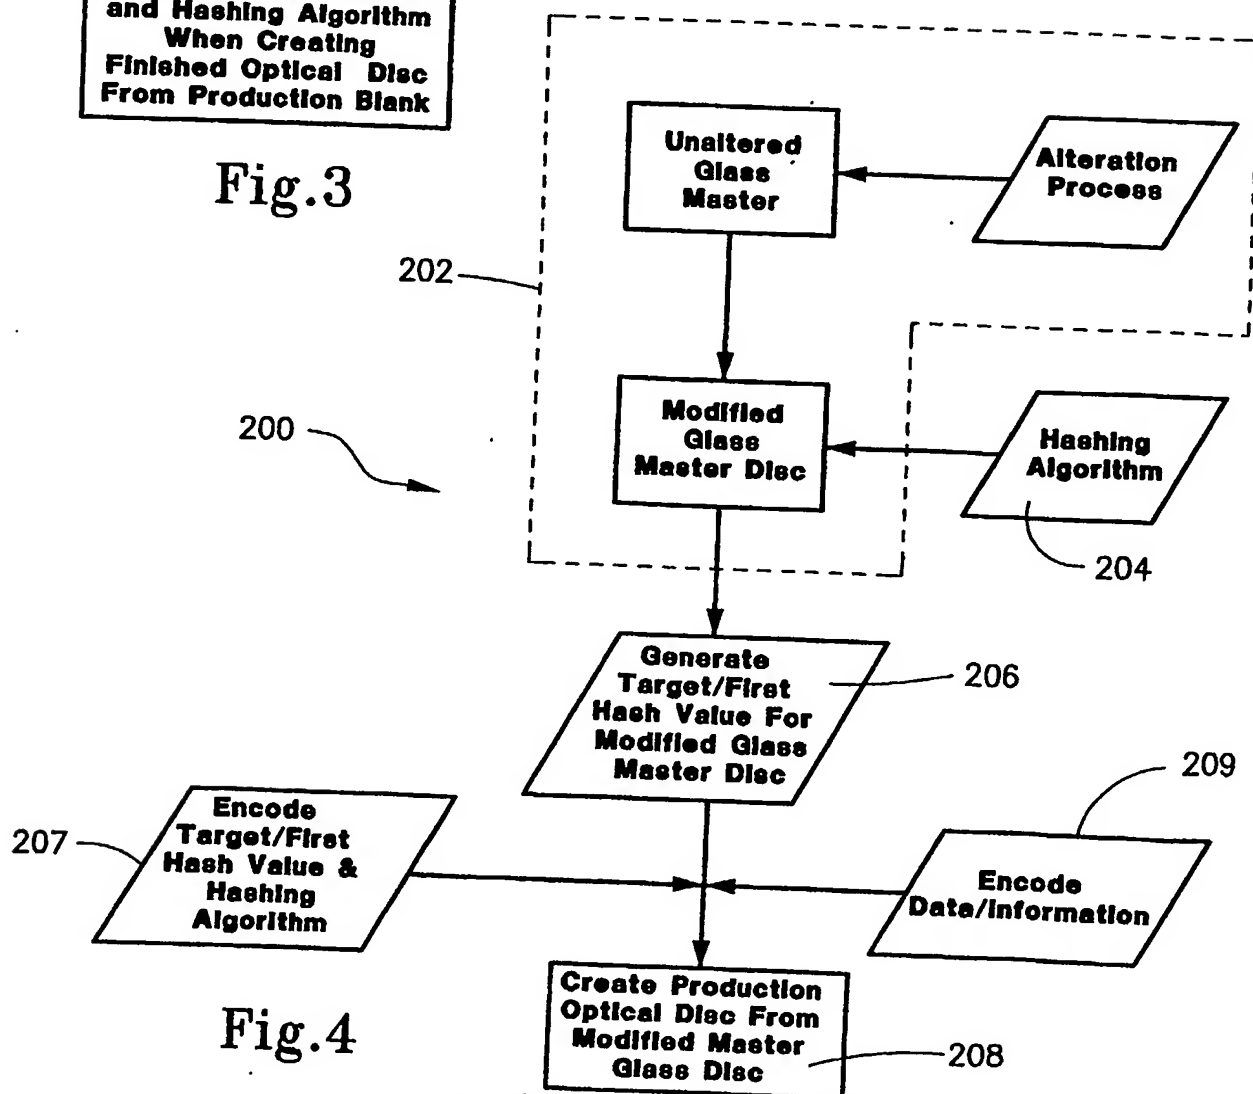 and Hashing Algorithm
When Creating
Finished Optical Disc
From Production Blank
Fig.3
Unaltered
Glass
Master
Alteration
Process
202
Modified
Glass
Master Disc
200
Hashing
Algorithm
204
Generate
Target/First
Hash Value For
Modified Glass
Master Disc
206
209
Encode
Target/First
Hash Value &
Hashing
Algorithm
207
Encode
Data/Information
Create Production
Optical Disc From
Modified Master
Glass Disc
208
Fig.4